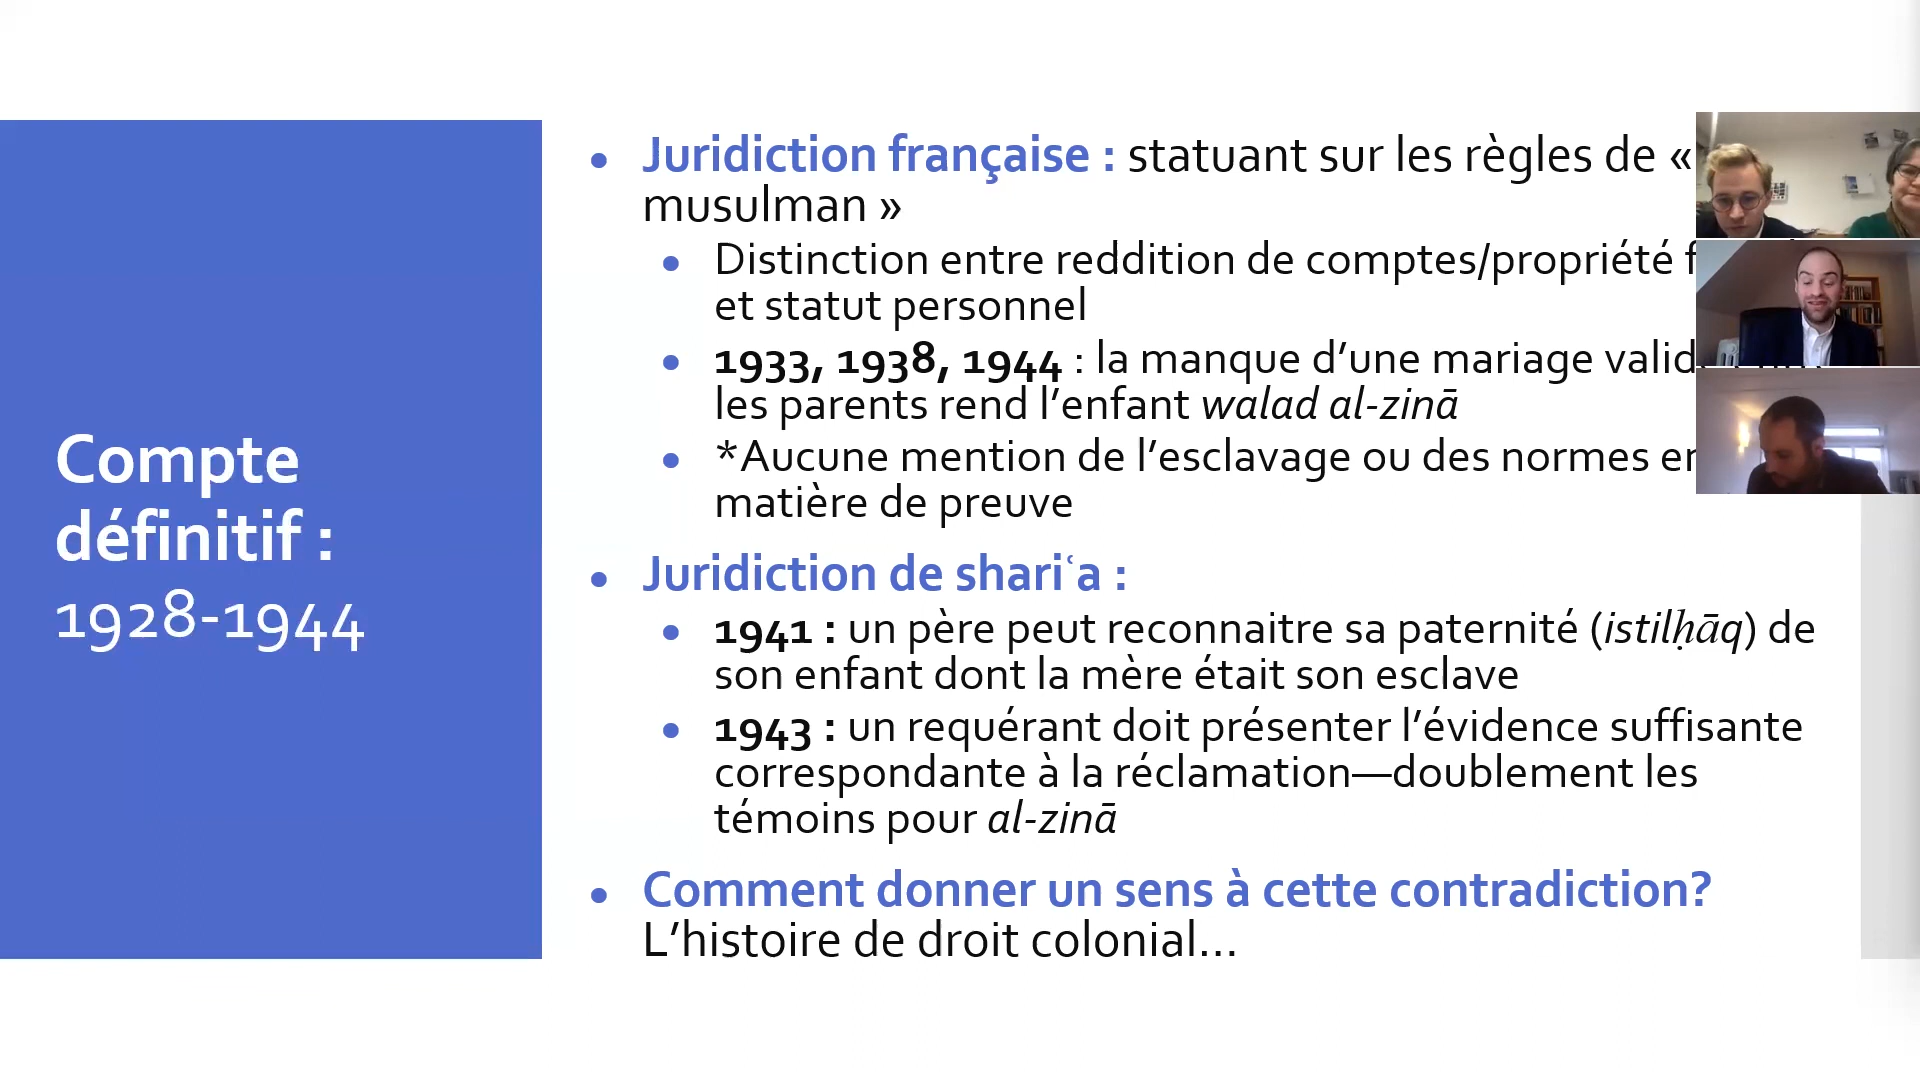 Compte
définitif :
1928-1944
Juridiction française : statuant sur les règles de «
musulman »
Distinction entre reddition de comptes/propriété
et statut personnel
1933, 1938, 1944 : la manque d’une mariage
les parents rend l’enfant walad al-zinā
*Aucune mention de l’esclavage ou des normes en
matière de preuve
Juridiction de shariʿa :
1941 : un père peut reconnaitre sa paternité (istilḥāq) de
son enfant dont la mère était son esclave
1943 : un requérant doit présenter l’évidence suffisante
correspondante à la réclamation—doublement les
témoins pour al-zinā
Comment donner un sens à cette contradiction?
L’histoire de droit colonial...